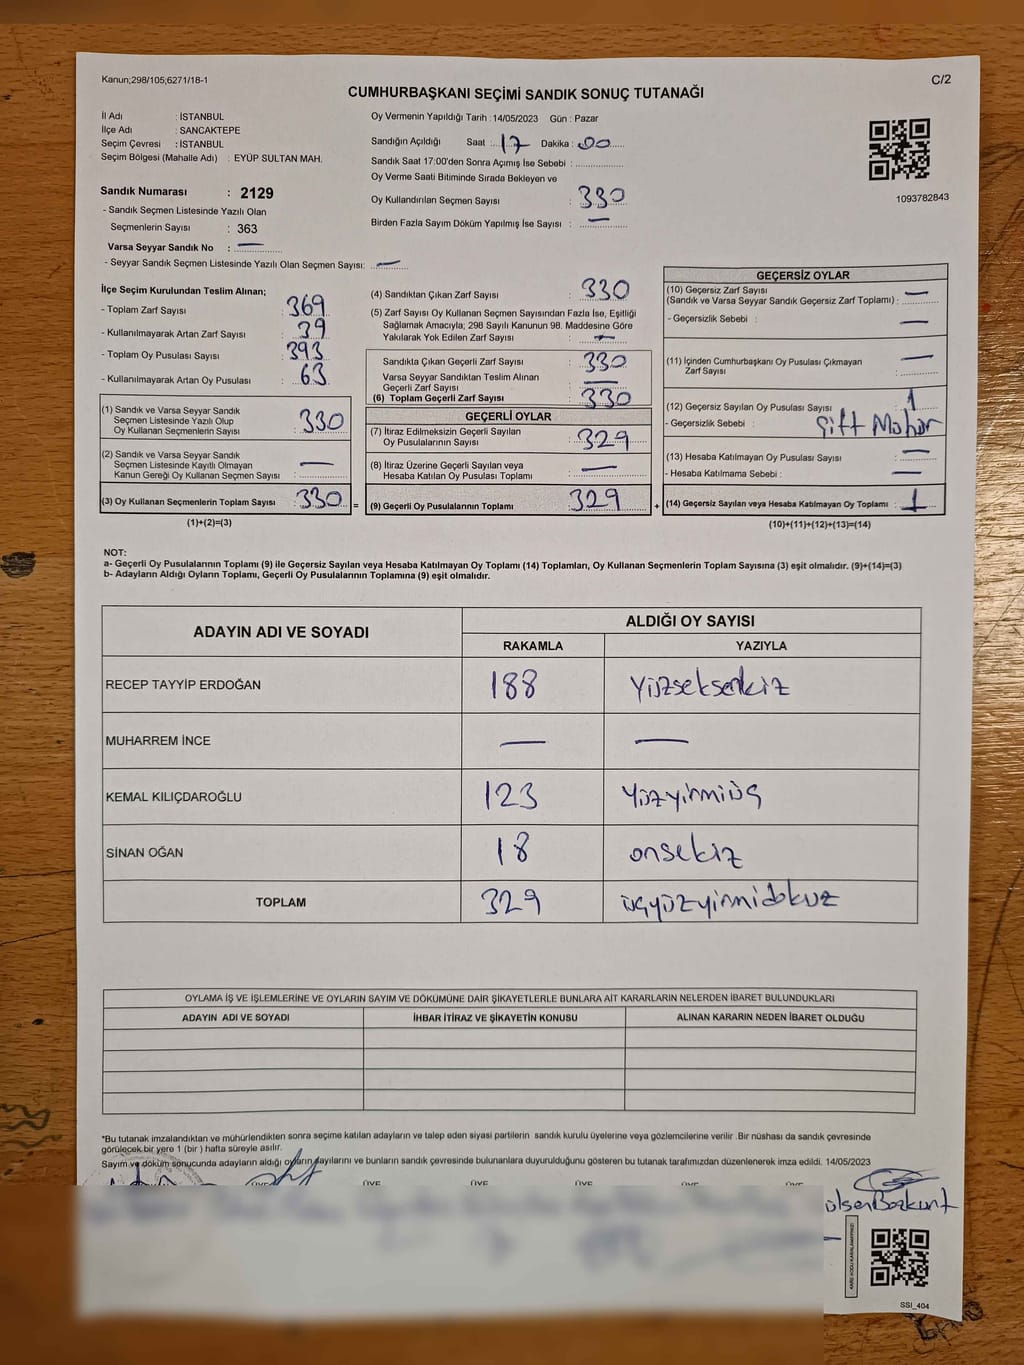 Kanun;298/105;6271/18-1
C/2
CUMHURBAŞKANI SEÇİMİ SANDIK SONUÇ TUTANAĞI
İl Adı : İSTANBUL
İlçe Adı : SANCAKTEPE
Seçim Çevresi : İSTANBUL
Seçim Bölgesi (Mahalle Adı) : EYÜP SULTAN MAH.
Sandık Numarası : 2129
- Sandık Seçmen Listesinde Yazılı Olan
Seçmenlerin Sayısı : 363
Varsa Seyyar Sandık No : —
- Seyyar Sandık Seçmen Listesinde Yazılı Olan Seçmen Sayısı: —
Oy Vermenin Yapıldığı Tarih : 14/05/2023 Gün : Pazar
Sandığın Açıldığı Saat : 17 Dakika : 00
Sandık Saat 17:00'den Sonra Açımış İse Sebebi :
Oy Verme Saati Bitiminde Sırada Bekleyen ve
Oy Kullandırılan Seçmen Sayısı : 330
Birden Fazla Sayım Döküm Yapılmış İse Sayısı : —
1093782843
İlçe Seçim Kurulundan Teslim Alınan;
- Toplam Zarf Sayısı : 369
- Kullanılmayarak Artan Zarf Sayısı : 39
- Toplam Oy Pusulası Sayısı : 393
- Kullanılmayarak Artan Oy Pusulası : 63
(1) Sandık ve Varsa Seyyar Sandık
Seçmen Listesinde Yazılı Olup
Oy Kullanan Seçmenlerin Sayısı : 330
(2) Sandık ve Varsa Seyyar Sandık
Seçmen Listesinde Kayıtlı Olmayan
Kanun Gereği Oy Kullanan Seçmen Sayısı : —
(3) Oy Kullanan Seçmenlerin Toplam Sayısı : 330 =
(1)+(2)=(3)
(4) Sandıktan Çıkan Zarf Sayısı : 330
(5) Zarf Sayısı Oy Kullanan Seçmen Sayısından Fazla İse, Eşitliği
Sağlamak Amacıyla; 298 Sayılı Kanunun 98. Maddesine Göre
Yakılarak Yok Edilen Zarf Sayısı : —
Sandıkta Çıkan Geçerli Zarf Sayısı : 330
Varsa Seyyar Sandıktan Teslim Alınan
Geçerli Zarf Sayısı : —
(6) Toplam Geçerli Zarf Sayısı : 330
GEÇERLİ OYLAR
(7) İtiraz Edilmeksizin Geçerli Sayılan
Oy Pusulalarının Sayısı : 329
(8) İtiraz Üzerine Geçerli Sayılan veya
Hesaba Katılan Oy Pusulası Toplamı : —
(9) Geçerli Oy Pusulalarının Toplamı : 329 +
GEÇERSİZ OYLAR
(10) Geçersiz Zarf Sayısı
(Sandık ve Varsa Seyyar Sandık Geçersiz Zarf Toplamı) : —
- Geçersizlik Sebebi : —
(11) İçinden Cumhurbaşkanı Oy Pusulası Çıkmayan
Zarf Sayısı : —
(12) Geçersiz Sayılan Oy Pusulası Sayısı : 1
- Geçersizlik Sebebi : Çift Mühür
(13) Hesaba Katılmayan Oy Pusulası Sayısı : —
- Hesaba Katılmama Sebebi : —
(14) Geçersiz Sayılan veya Hesaba Katılmayan Oy Toplamı : 1
(10)+(11)+(12)+(13)=(14)
NOT:
a- Geçerli Oy Pusulalarının Toplamı (9) ile Geçersiz Sayılan veya Hesaba Katılmayan Oy Toplamı (14) Toplamları, Oy Kullanan Seçmenlerin Toplam Sayısına (3) eşit olmalıdır. (9)+(14)=(3)
b- Adayların Aldığı Oyların Toplamı, Geçerli Oy Pusulalarının Toplamına (9) eşit olmalıdır.
ADAYIN ADI VE SOYADI ALDIĞI OY SAYISI
RAKAMLA YAZIYLA
RECEP TAYYİP ERDOĞAN 188 Yüzseksenkiz
MUHARREM İNCE — —
KEMAL KILIÇDAROĞLU 123 Yüzyirmiüç
SİNAN OĞAN 18 onsekiz
TOPLAM 329 üçyüzyirmidokuz
OYLAMA İŞ VE İŞLEMLERİNE VE OYLARIN SAYIM VE DÖKÜMÜNE DAİR ŞİKAYETLERLE BUNLARA AİT KARARLARIN NELERDEN İBARET BULUNDUKLARI
ADAYIN ADI VE SOYADI İHBAR İTİRAZ VE ŞİKAYETİN KONUSU ALINAN KARARIN NEDEN İBARET OLDUĞU
*Bu tutanak imzalandıktan ve mühürlendikten sonra seçime katılan adayların ve talep eden siyasi partilerin sandık kurulu üyelerine veya gözlemcilerine verilir .Bir nüshası da sandık çevresinde
görülecek bir yere 1 (bir ) hafta süreyle asılır.
Sayım ve döküm sonucunda adayların aldığı oyların sayılarını ve bunların sandık çevresinde bulunanlara duyurulduğunu gösteren bu tutanak tarafımızdan düzenlenerek imza edildi. 14/05/2023
ÜYE ÜYE ÜYE ÜYE ÜYE ÜYE
Bozkurt
SSI_404